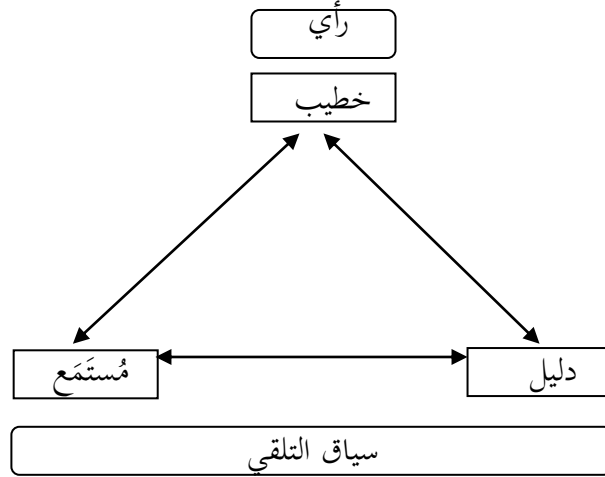 رأي
خطيب
دليل
مُستَمَع
سياق التلقي